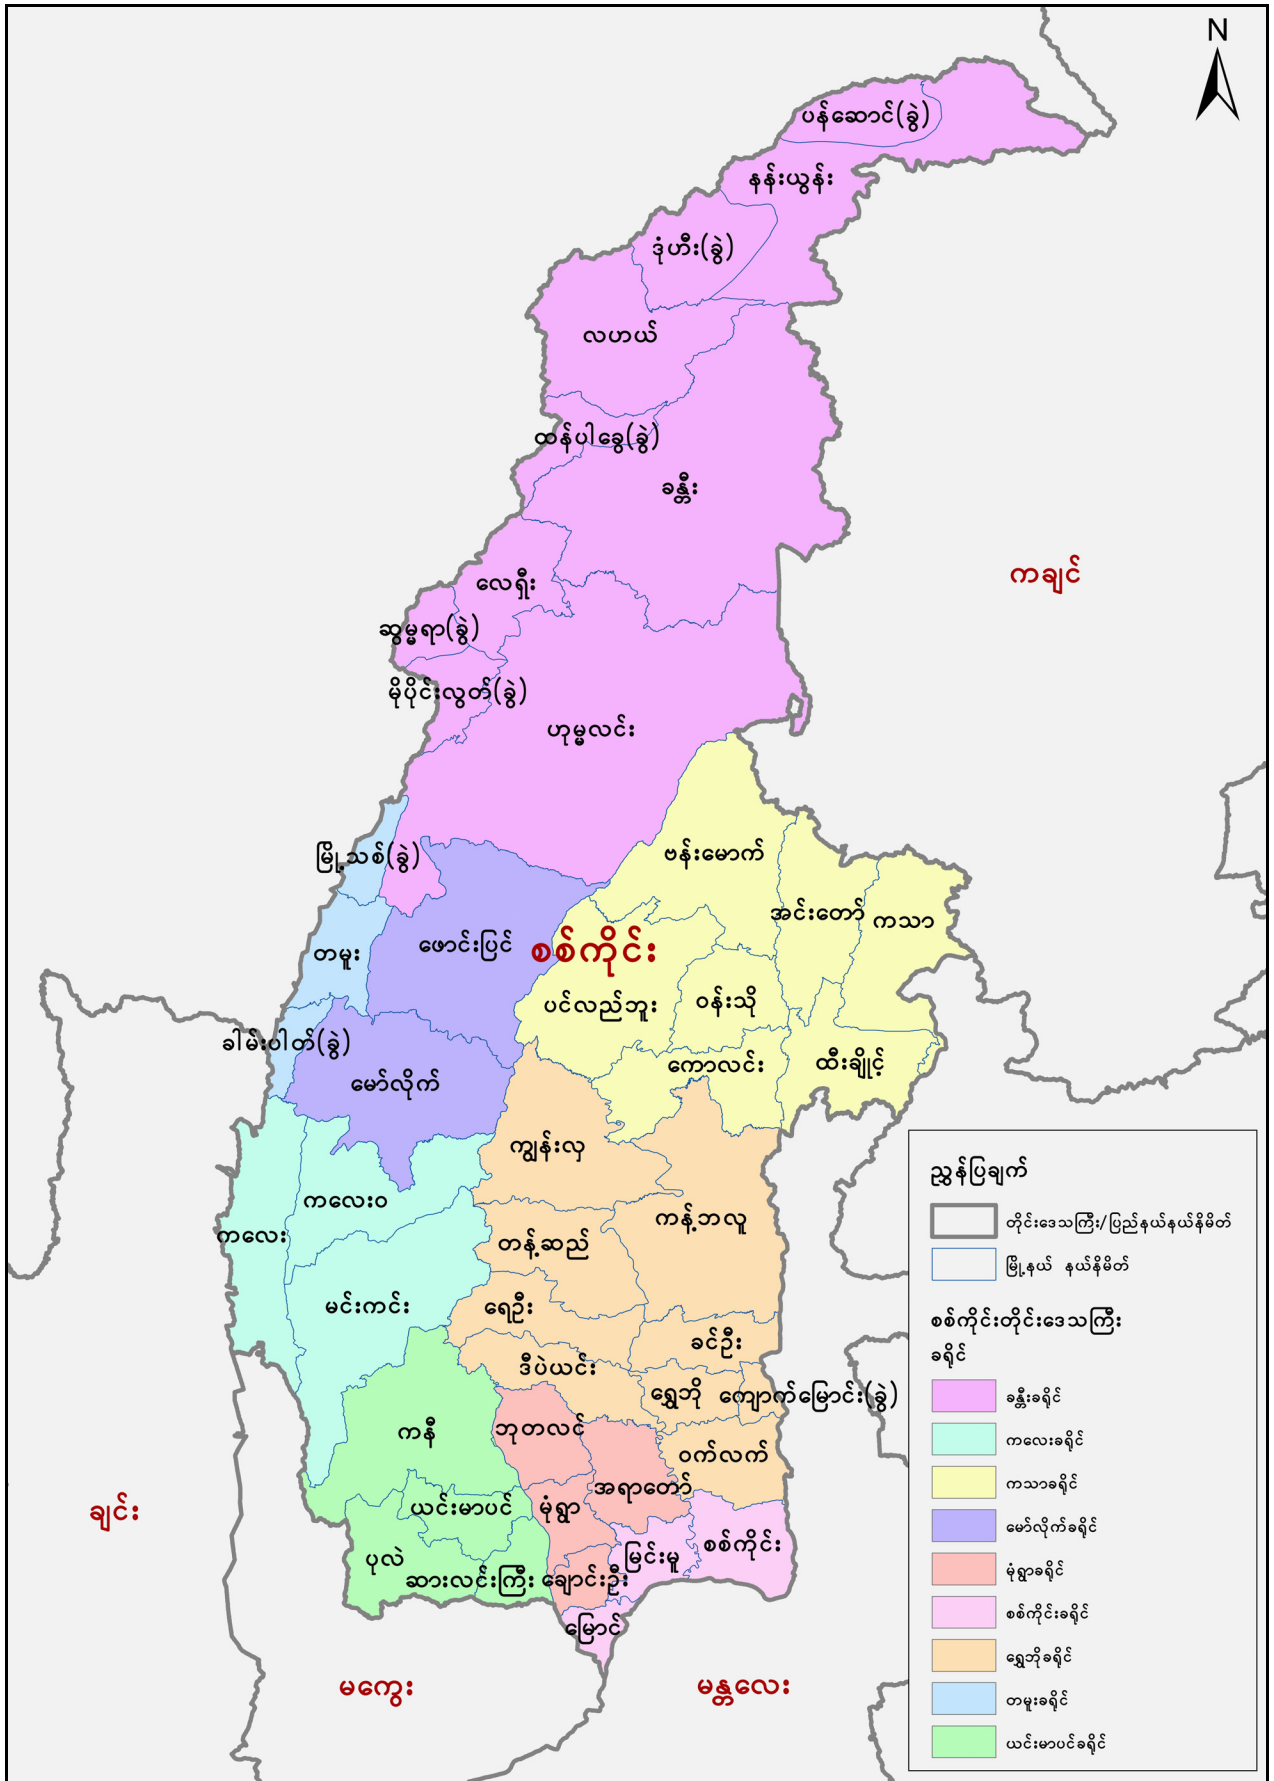 N
ပန်ဆောင်(ခွဲ)
နန်းယွန်း
ဒုံဟီး(ခွဲ)
လဟယ်
ထန်ပါခွေ(ခွဲ)
ခန္တီး
ကချင်
လေရှီး
ဆွမ္မရာ(ခွဲ)
မိုပိုင်းလွတ်(ခွဲ)
ဟုမ္မလင်း
ဗန်းမောက်
မြို့သစ်(ခွဲ)
အင်းတော်
ကသာ
ဖောင်းပြင်
စစ်ကိုင်း
တမူး
ပင်လည်ဘူး
ဝန်းသို
ခါမ်းပါတ်(ခွဲ)
ကောလင်း
ထီးချိုင့်
မော်လိုက်
ကျွန်းလှ
ကလေးဝ
ကန့်ဘလူ
ကလေး
တန့်ဆည်
မင်းကင်း
ရေဦး
ခင်ဦး
ဒီပဲယင်း
ရွှေဘို
ကျောက်မြောင်း(ခွဲ)
ကနီ
ဘုတလင်
ဝက်လက်
အရာတော်
ယင်းမာပင်
မုံရွာ
ချင်း
စစ်ကိုင်း
ပုလဲ
မြင်းမူ
ဆားလင်းကြီး
ချောင်းဦး
မြောင်
မကွေး
မန္တလေး
ညွှန်ပြချက်
တိုင်းဒေသကြီး/ပြည်နယ်နယ်နိမိတ်
မြို့နယ် နယ်နိမိတ်
စစ်ကိုင်းတိုင်းဒေသကြီး
ခရိုင်
ခန္တီးခရိုင်
ကလေးခရိုင်
ကသာခရိုင်
မော်လိုက်ခရိုင်
မုံရွာခရိုင်
စစ်ကိုင်းခရိုင်
ရွှေဘိုခရိုင်
တမူးခရိုင်
ယင်းမာပင်ခရိုင်